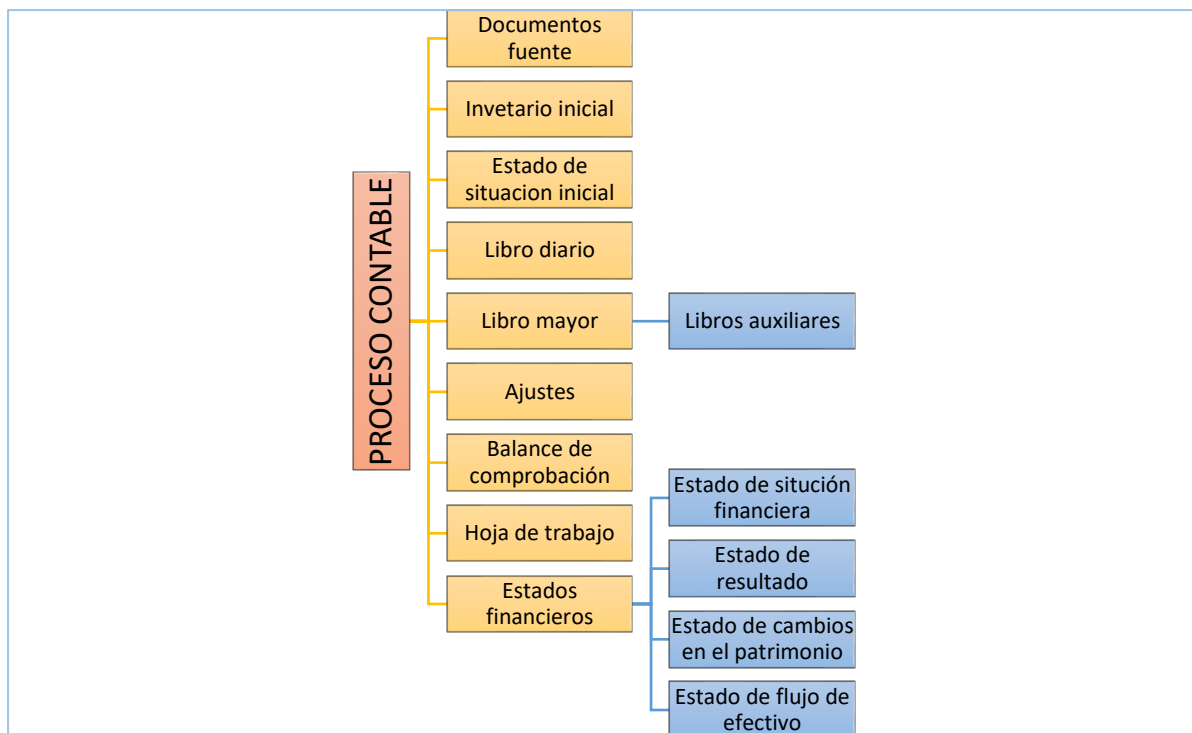 PROCESO CONTABLE
Documentos
fuente
Invetario inicial
Estado de
situacion inicial
Libro diario
Libro mayor
Libros auxiliares
Ajustes
Balance de
comprobación
Hoja de trabajo
Estados
financieros
Estado de situción
financiera
Estado de
resultado
Estado de cambios
en el patrimonio
Estado de flujo de
efectivo